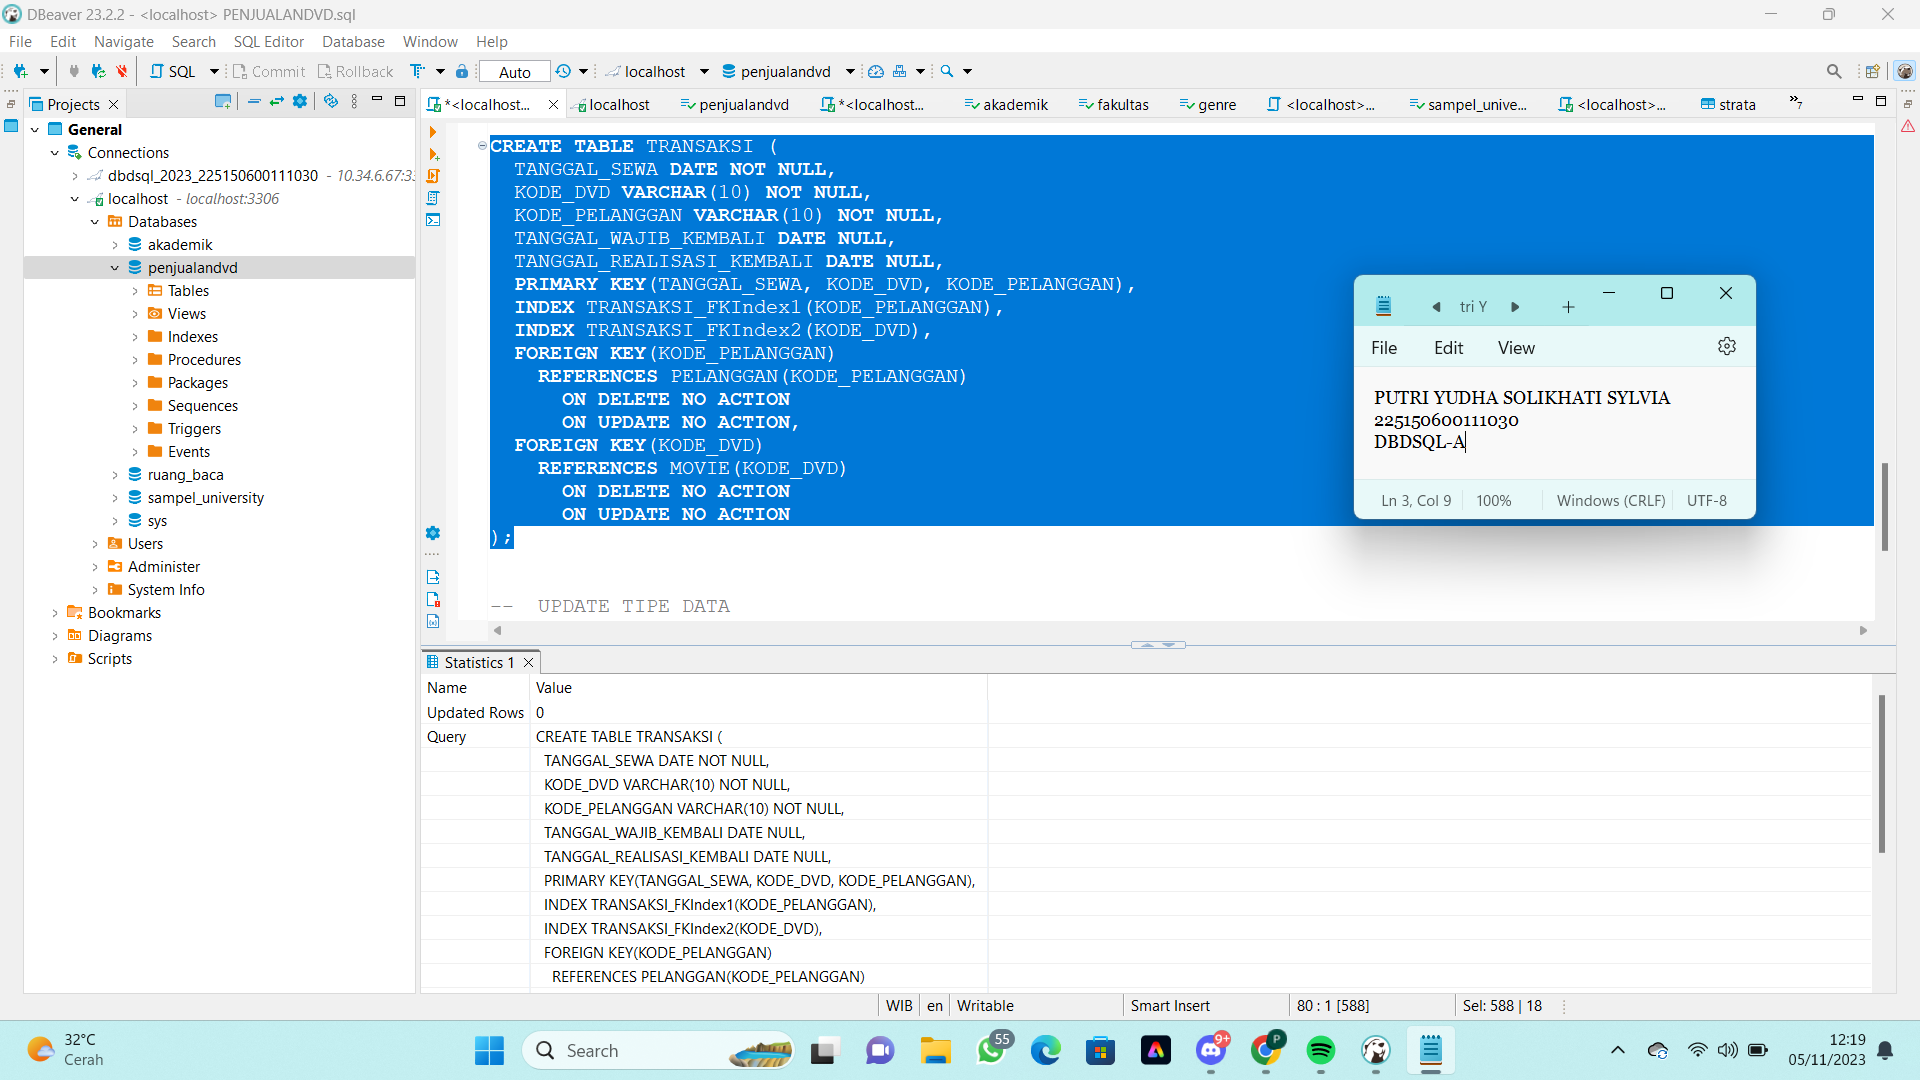 DBeaver 23.2.2 - <localhost> PENJUALANDVD.sql
File Edit Navigate Search SQL Editor Database Window Help
SQL Commit Rollback Auto localhost penjualandvd
Projects
*<localhost... localhost penjualandvd *<localhost... akademik fakultas genre <localhost>... sampel_unive... <localhost>... strata »7
General
Connections
dbdsql_2023_225150600111030 - 10.34.6.67:3
localhost - localhost:3306
Databases
akademik
penjualandvd
Tables
Views
Indexes
Procedures
Packages
Sequences
Triggers
Events
ruang_baca
sampel_university
sys
Users
Administer
System Info
Bookmarks
Diagrams
Scripts
CREATE TABLE TRANSAKSI (
TANGGAL_SEWA DATE NOT NULL,
KODE_DVD VARCHAR(10) NOT NULL,
KODE_PELANGGAN VARCHAR(10) NOT NULL,
TANGGAL_WAJIB_KEMBALI DATE NULL,
TANGGAL_REALISASI_KEMBALI DATE NULL,
PRIMARY KEY(TANGGAL_SEWA, KODE_DVD, KODE_PELANGGAN),
INDEX TRANSAKSI_FKIndex1(KODE_PELANGGAN),
INDEX TRANSAKSI_FKIndex2(KODE_DVD),
FOREIGN KEY(KODE_PELANGGAN)
REFERENCES PELANGGAN(KODE_PELANGGAN)
ON DELETE NO ACTION
ON UPDATE NO ACTION,
FOREIGN KEY(KODE_DVD)
REFERENCES MOVIE(KODE_DVD)
ON DELETE NO ACTION
ON UPDATE NO ACTION
);
-- UPDATE TIPE DATA
tri Y
File Edit View
PUTRI YUDHA SOLIKHATI SYLVIA
225150600111030
DBDSQL-A
Ln 3, Col 9 100% Windows (CRLF) UTF-8
Statistics 1
Name Value
Updated Rows 0
Query CREATE TABLE TRANSAKSI (
TANGGAL_SEWA DATE NOT NULL,
KODE_DVD VARCHAR(10) NOT NULL,
KODE_PELANGGAN VARCHAR(10) NOT NULL,
TANGGAL_WAJIB_KEMBALI DATE NULL,
TANGGAL_REALISASI_KEMBALI DATE NULL,
PRIMARY KEY(TANGGAL_SEWA, KODE_DVD, KODE_PELANGGAN),
INDEX TRANSAKSI_FKIndex1(KODE_PELANGGAN),
INDEX TRANSAKSI_FKIndex2(KODE_DVD),
FOREIGN KEY(KODE_PELANGGAN)
REFERENCES PELANGGAN(KODE_PELANGGAN)
WIB en Writable Smart Insert 80 : 1 [588] Sel: 588 | 18
32°C
Cerah
Search
55
9+
P
12:19
05/11/2023